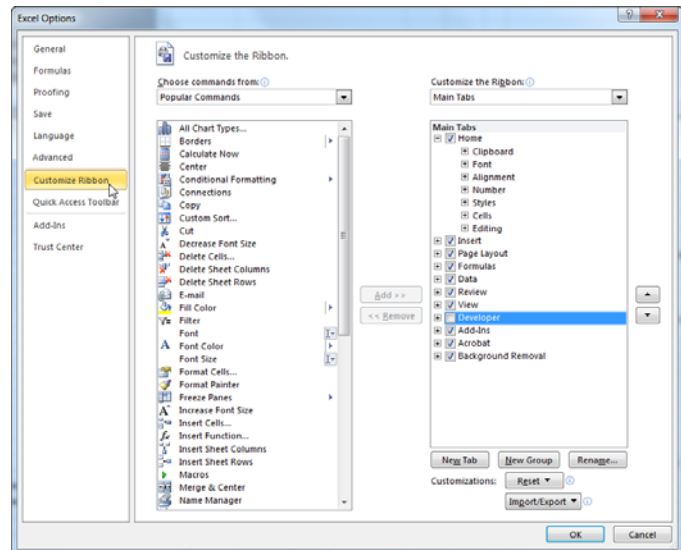 Excel Options
General
Formulas
Proofing
Save
Language
Advanced
Customize Ribbon
Quick Access Toolbar
Add-Ins
Trust Center
Customize the Ribbon.
Choose commands from:
Popular Commands
All Chart Types...
Borders
Calculate Now
Center
Conditional Formatting
Connections
Copy
Custom Sort...
Cut
Decrease Font Size
Delete Cells...
Delete Sheet Columns
Delete Sheet Rows
E-mail
Fill Color
Filter
Font
Font Color
Font Size
Format Cells...
Format Painter
Freeze Panes
Increase Font Size
Insert Cells...
Insert Function...
Insert Sheet Columns
Insert Sheet Rows
Macros
Merge & Center
Name Manager
Add >>
<< Remove
Customize the Ribbon:
Main Tabs
Main Tabs
Home
Clipboard
Font
Alignment
Number
Styles
Cells
Editing
Insert
Page Layout
Formulas
Data
Review
View
Developer
Add-Ins
Acrobat
Background Removal
New Tab New Group Rename...
Customizations: Reset
Import/Export
OK Cancel